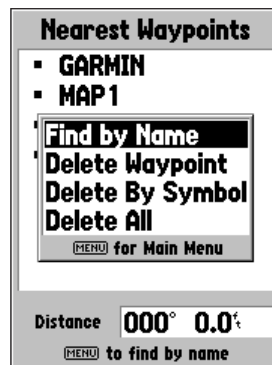 Nearest Waypoints
GARMIN
MAP1
Find by Name
Delete Waypoint
Delete By Symbol
Delete All
MENU for Main Menu
Distance 000° 0.0ft
MENU to find by name